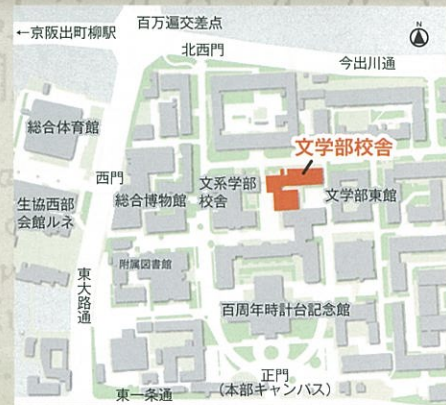 ←京阪出町柳駅
百万遍交差点
N
北西門
今出川通
総合体育館
文学部校舎
西門
文系学部
校舎
総合博物館
文学部東館
生協西部
会館ルネ
附属図書館
東大路通
百周年時計台記念館
正門
(本部キャンパス)
東一条通